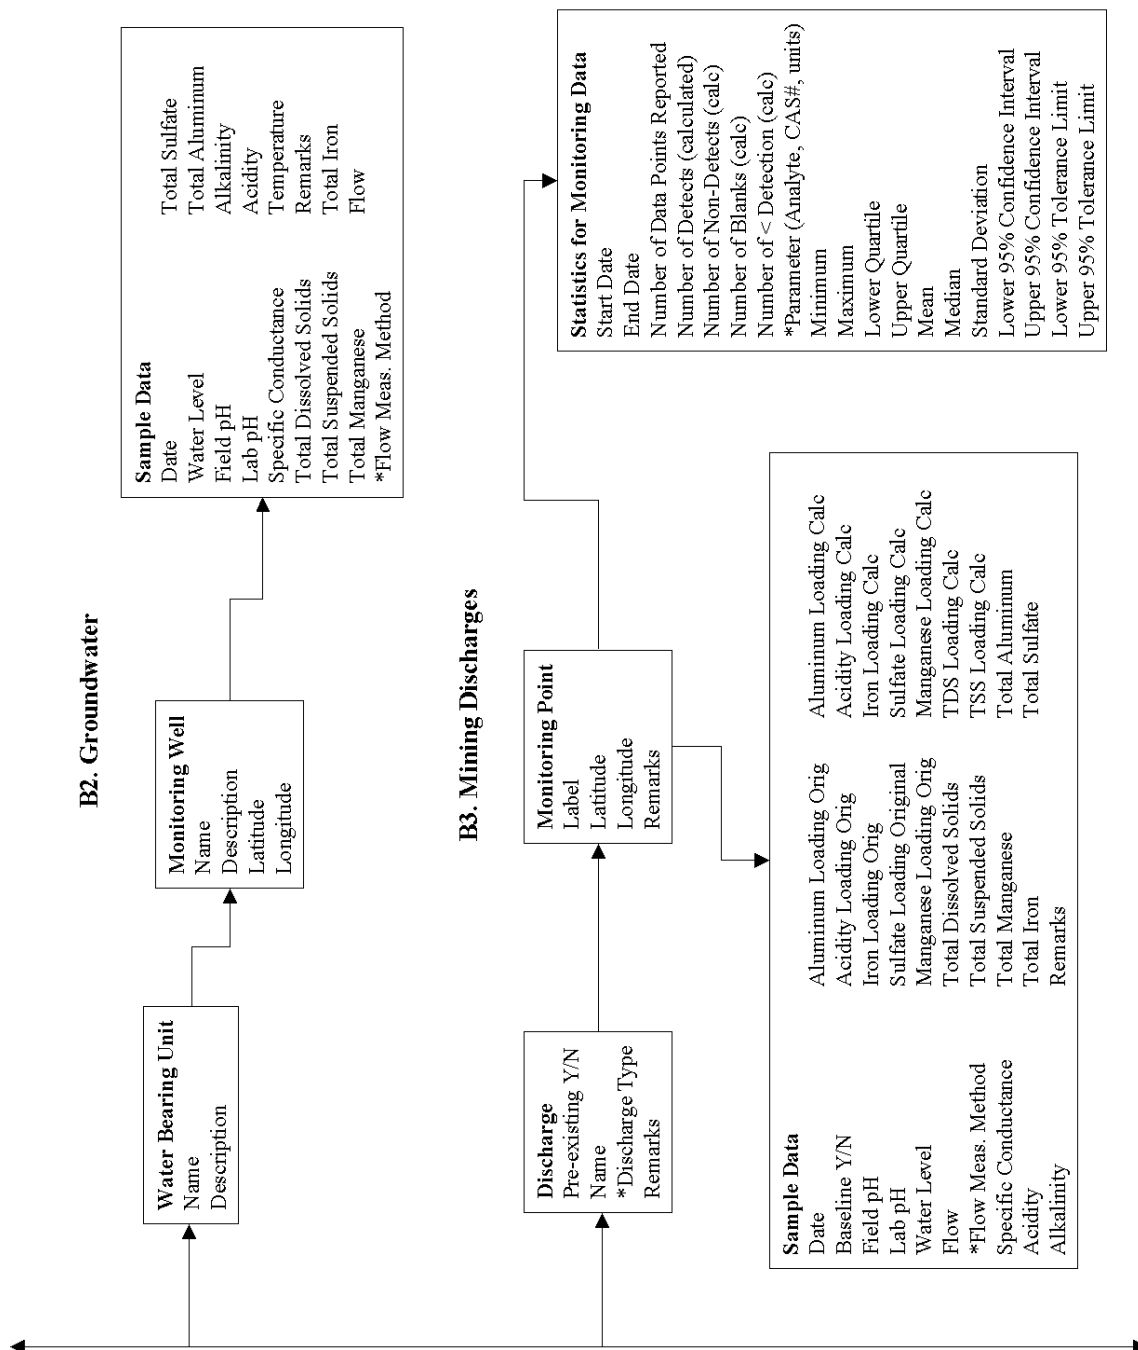 B2. Groundwater
Water Bearing Unit
Name
Description
Monitoring Well
Name
Description
Latitude
Longitude
Sample Data
Date
Water Level
Field pH
Lab pH
Specific Conductance
Total Dissolved Solids
Total Suspended Solids
Total Manganese
*Flow Meas. Method
Total Sulfate
Total Aluminum
Alkalinity
Acidity
Temperature
Remarks
Total Iron
Flow
B3. Mining Discharges
Discharge
Pre-existing Y/N
Name
*Discharge Type
Remarks
Monitoring Point
Label
Latitude
Longitude
Remarks
Statistics for Monitoring Data
Start Date
End Date
Number of Data Points Reported
Number of Detects (calculated)
Number of Non-Detects (calc)
Number of Blanks (calc)
Number of < Detection (calc)
*Parameter (Analyte, CAS#, units)
Minimum
Maximum
Lower Quartile
Upper Quartile
Mean
Median
Standard Deviation
Lower 95% Confidence Interval
Upper 95% Confidence Interval
Lower 95% Tolerance Limit
Upper 95% Tolerance Limit
Sample Data
Date
Baseline Y/N
Field pH
Lab pH
Water Level
Flow
*Flow Meas. Method
Specific Conductance
Acidity
Alkalinity
Aluminum Loading Orig
Acidity Loading Orig
Iron Loading Orig
Sulfate Loading Original
Manganese Loading Orig
Total Dissolved Solids
Total Suspended Solids
Total Manganese
Total Iron
Remarks
Aluminum Loading Calc
Acidity Loading Calc
Iron Loading Calc
Sulfate Loading Calc
Manganese Loading Calc
TDS Loading Calc
TSS Loading Calc
Total Aluminum
Total Sulfate